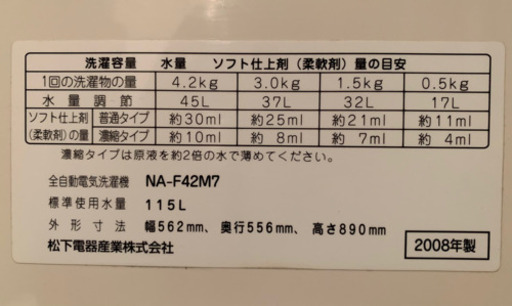 洗濯容量 水量 ソフト仕上剤(柔軟剤)量の目安
1回の洗濯物の量 4.2kg 3.0kg 1.5kg 0.5kg
水量調節 45L 37L 32L 17L
ソフト仕上剤 普通タイプ 約30ml 約25ml 約21ml 約11ml
(柔軟剤)の量 濃縮タイプ 約10ml 約8ml 約7ml 約4ml
濃縮タイプは原液を約2倍の水で薄めてください。
全自動電気洗濯機 NA-F42M7
標準使用水量 115L
外形寸法 幅562mm、奥行556mm、高さ890mm
松下電器産業株式会社 2008年製